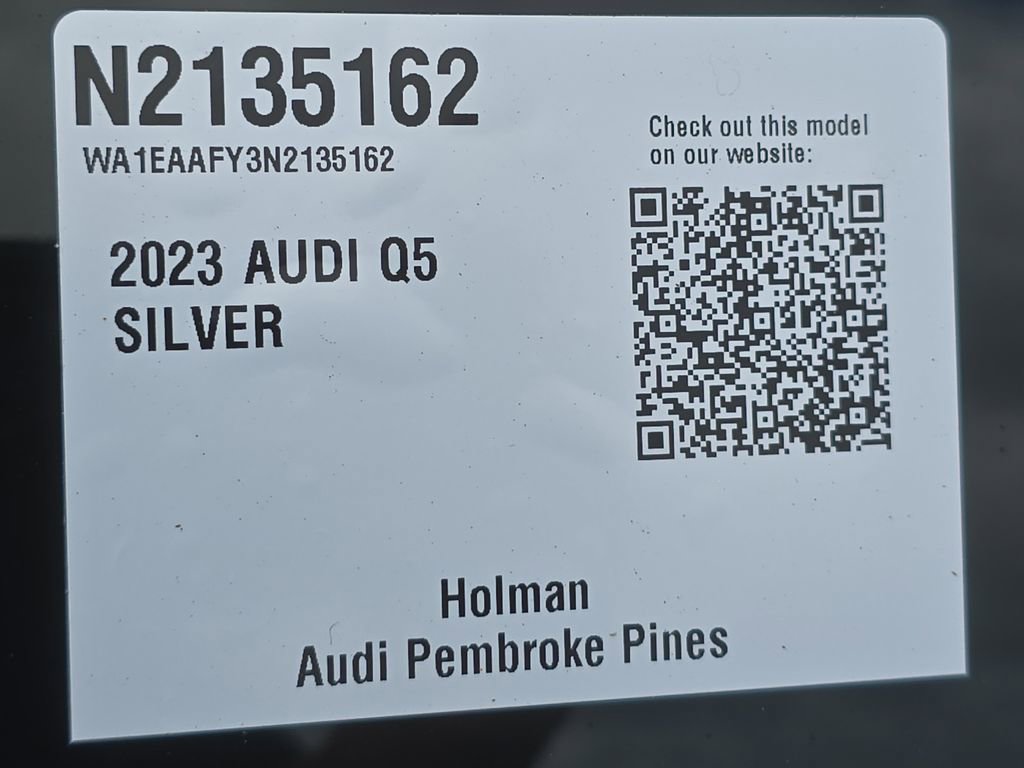 N2135162
WA1EAAFY3N2135162
Check out this model
on our website:
2023 AUDI Q5
SILVER
Holman
Audi Pembroke Pines